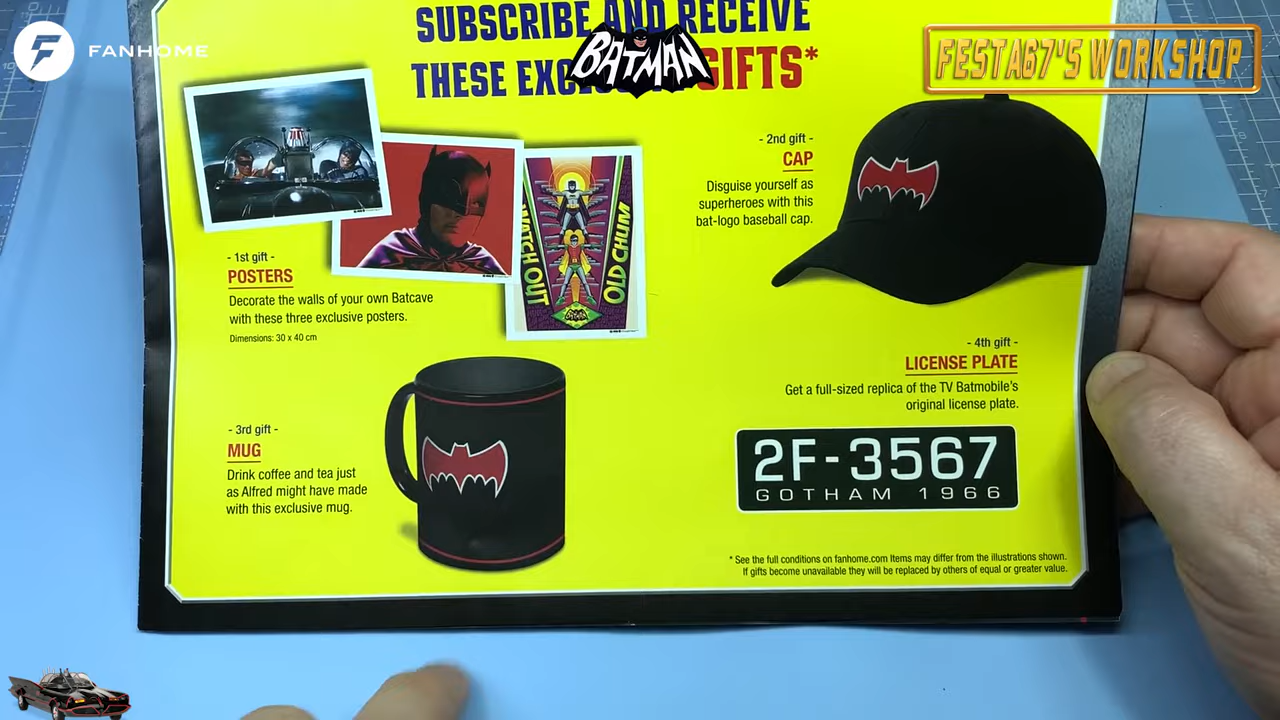 FANHOME
FESTA67'S WORKSHOP
SUBSCRIBE AND RECEIVE
BATMAN
THESE GIFTS*
WATCH OUT
OLD CHUM
- 1st gift -
POSTERS
Decorate the walls of your own Batcave
with these three exclusive posters.
Dimensions: 30 x 40 cm
- 2nd gift -
CAP
Disguise yourself as
superheroes with this
bat-logo baseball cap.
- 3rd gift -
MUG
Drink coffee and tea just
as Alfred might have made
with this exclusive mug.
- 4th gift -
LICENSE PLATE
Get a full-sized replica of the TV Batmobile's
original license plate.
2F-3567
GOTHAM 1966
* See the full conditions on fanhome.com Items may differ from the illustrations shown.
If gifts become unavailable they will be replaced by others of equal or greater value.